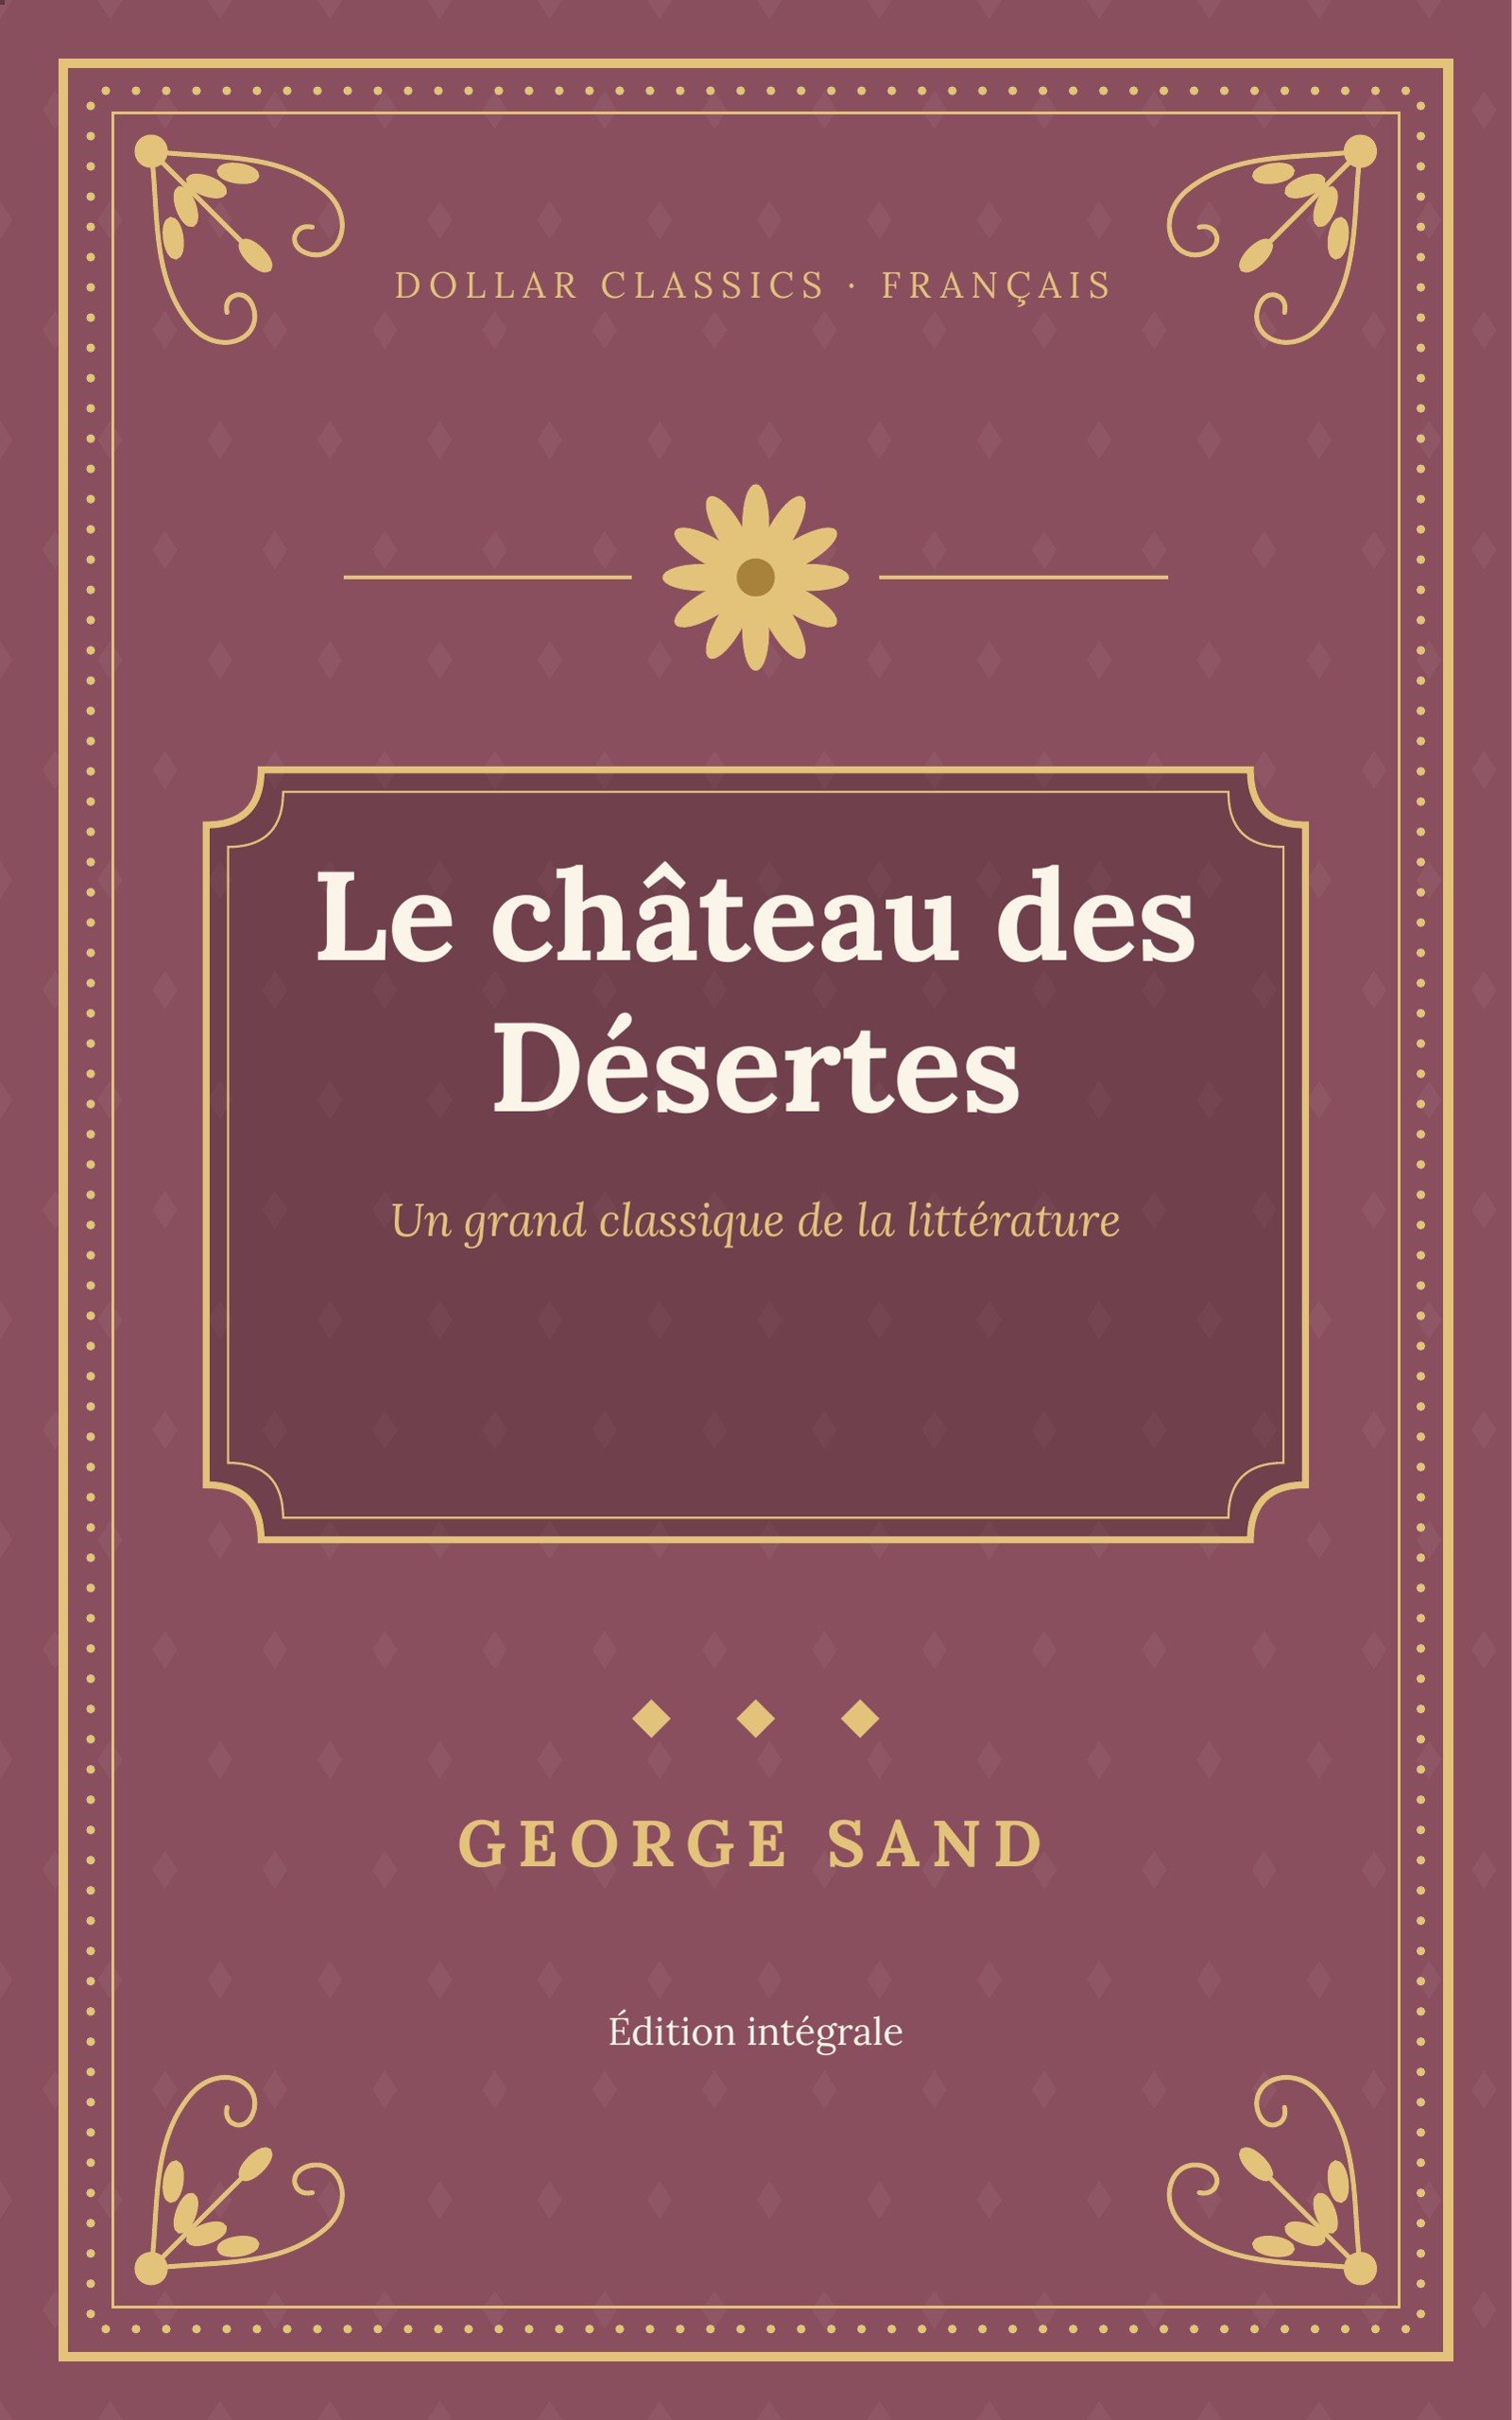 DOLLAR CLASSICS · FRANÇAIS
Le château des
Désertes
Un grand classique de la littérature
GEORGE SAND
Édition intégrale